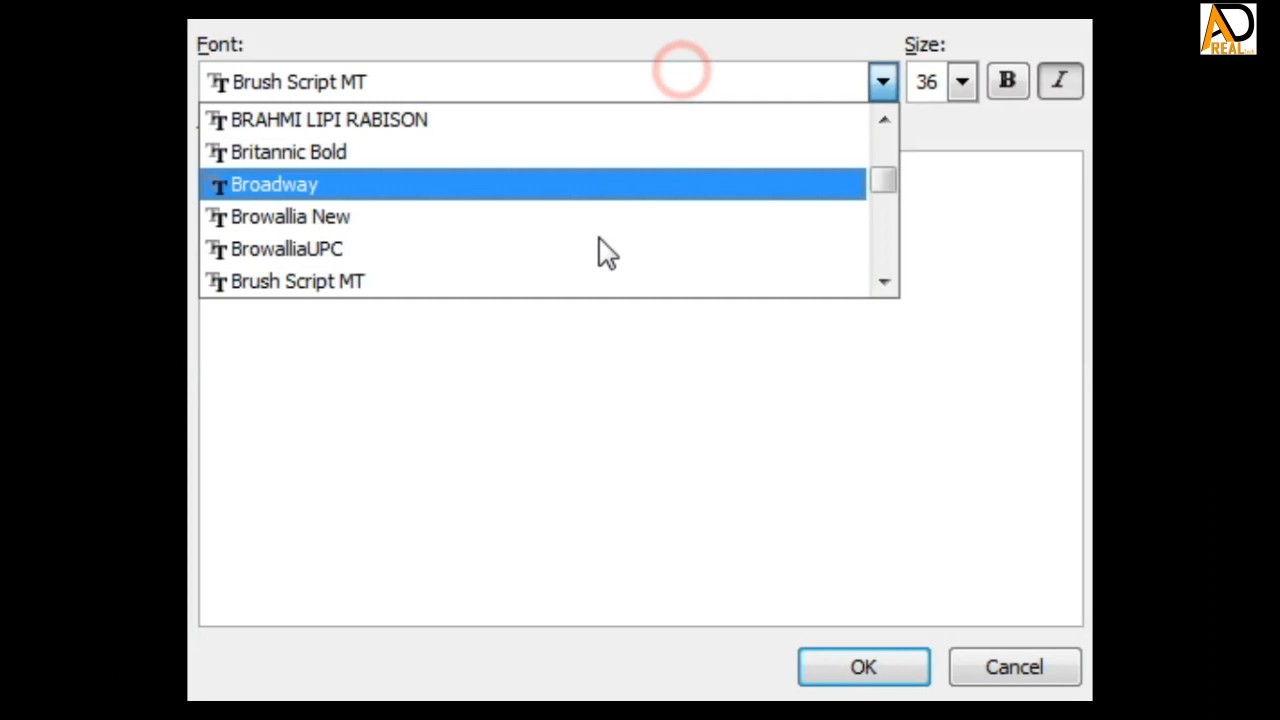 AD
REAL
Font:
Size:
Brush Script MT
36
B
I
BRAHMI LIPI RABISON
Britannic Bold
Broadway
Browallia New
BrowalliaUPC
Brush Script MT
OK
Cancel